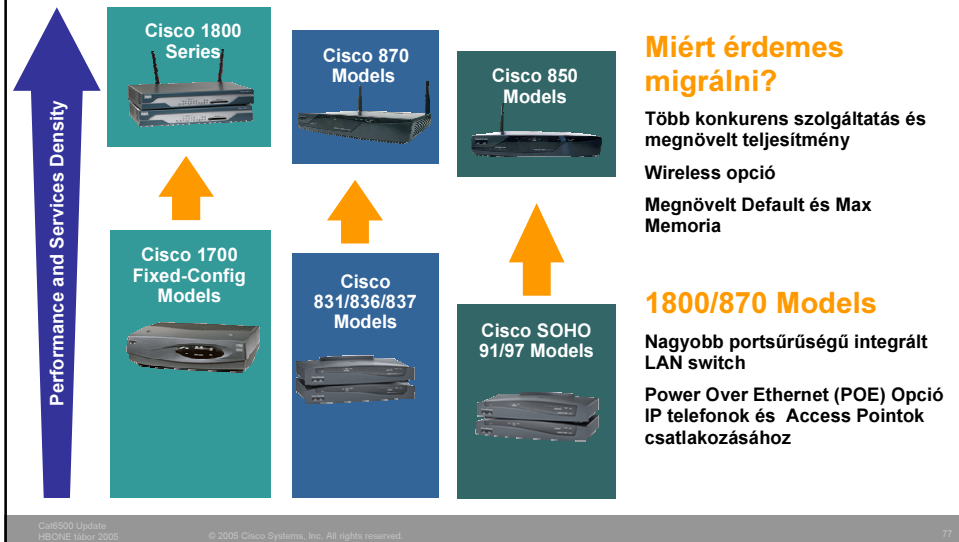 Performance and Services Density
Cisco 1800
Series
Cisco 870
Models
Cisco 850
Models
Cisco 1700
Fixed-Config
Models
Cisco
831/836/837
Models
Cisco SOHO
91/97 Models
Miért érdemes
migrálni?
Több konkurens szolgáltatás és
megnövelt teljesítmény
Wireless opció
Megnövelt Default és Max
Memoria
1800/870 Models
Nagyobb portsűrűségű integrált
LAN switch
Power Over Ethernet (POE) Opció
IP telefonok és Access Pointok
csatlakozásához
Cat6500 Update
HBONE tábor 2005
© 2005 Cisco Systems, Inc. All rights reserved.
77